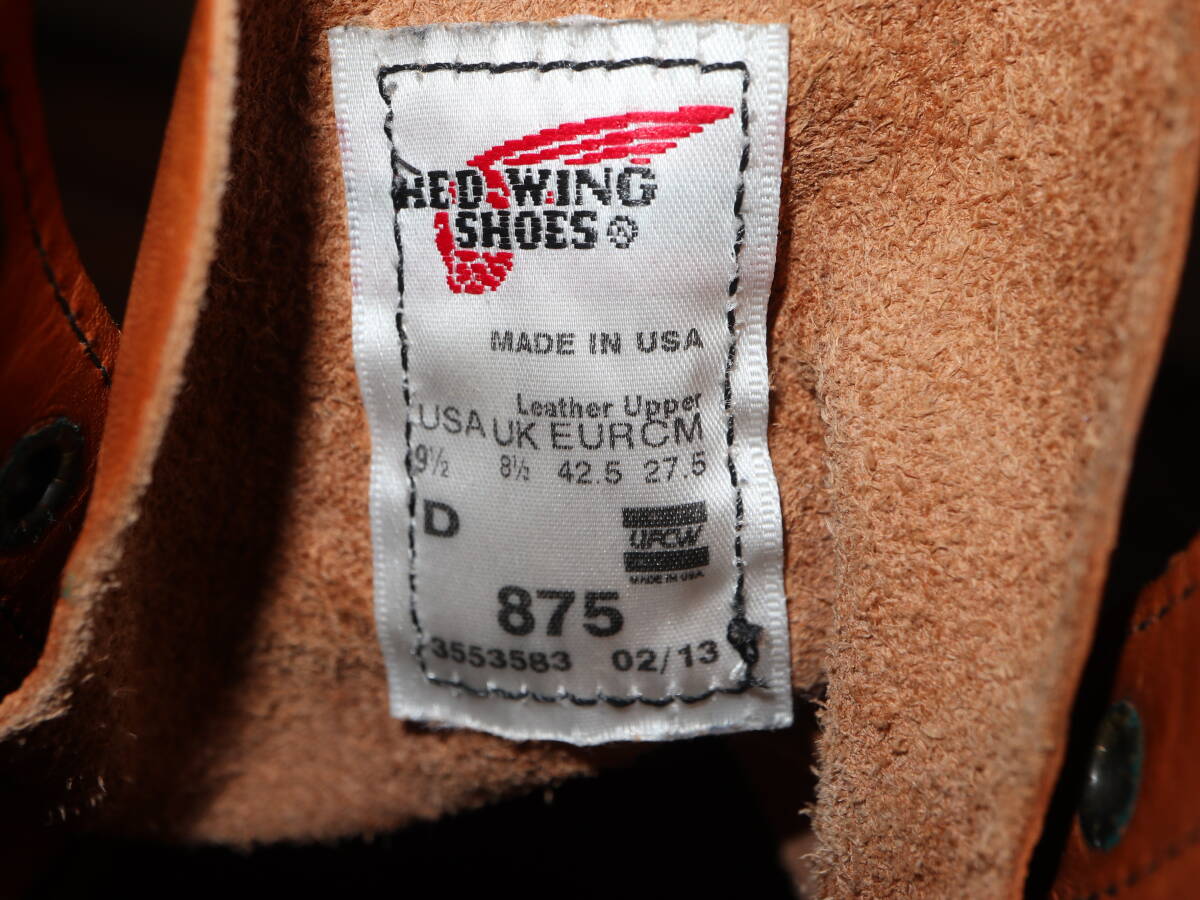 RED WING
SHOES ®
MADE IN USA
Leather Upper
USA UK EUR CM
9½ 8½ 42.5 27.5
D
UFCW
MADE IN USA
875
3553583 02/13